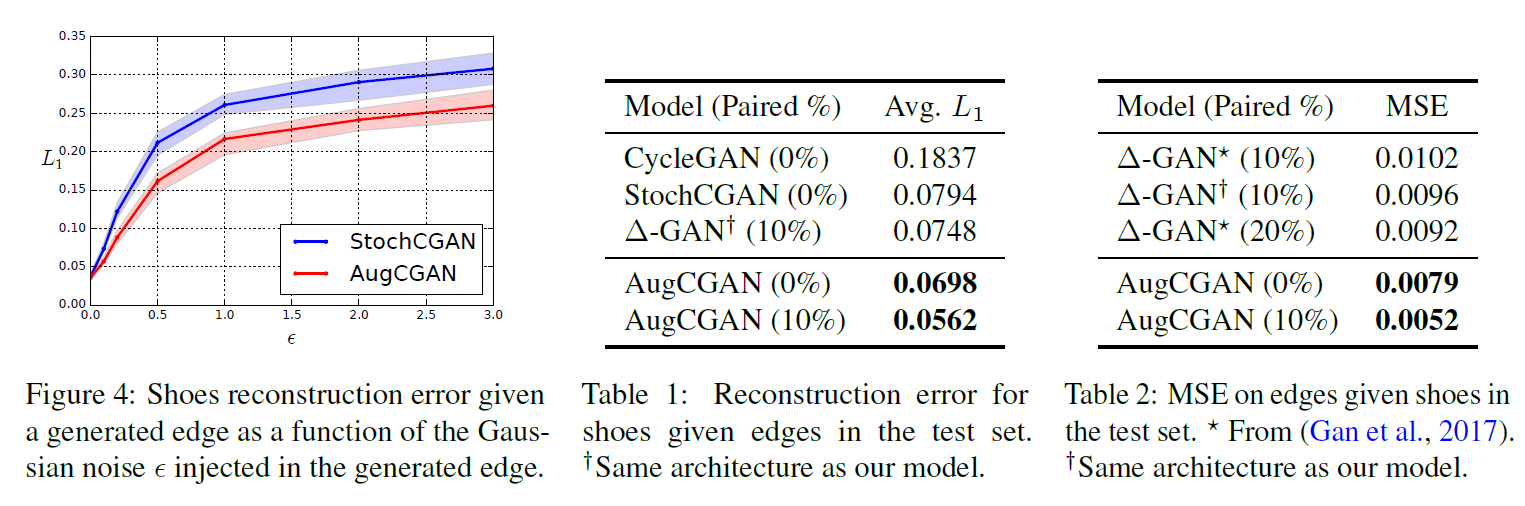 0.35
0.30
0.25
0.20
L₁
0.15
0.10
0.05
0.00
0.0 0.5 1.0 1.5 2.0 2.5 3.0
ϵ
StochCGAN
AugCGAN
Figure 4: Shoes reconstruction error given
a generated edge as a function of the Gaus-
sian noise ϵ injected in the generated edge.
Model (Paired %) Avg. L₁
CycleGAN (0%) 0.1837
StochCGAN (0%) 0.0794
Δ-GAN† (10%) 0.0748
AugCGAN (0%) 0.0698
AugCGAN (10%) 0.0562
Table 1: Reconstruction error for
shoes given edges in the test set.
†Same architecture as our model.
Model (Paired %) MSE
Δ-GAN⋆ (10%) 0.0102
Δ-GAN† (10%) 0.0096
Δ-GAN⋆ (20%) 0.0092
AugCGAN (0%) 0.0079
AugCGAN (10%) 0.0052
Table 2: MSE on edges given shoes in
the test set. ⋆ From (Gan et al., 2017).
†Same architecture as our model.